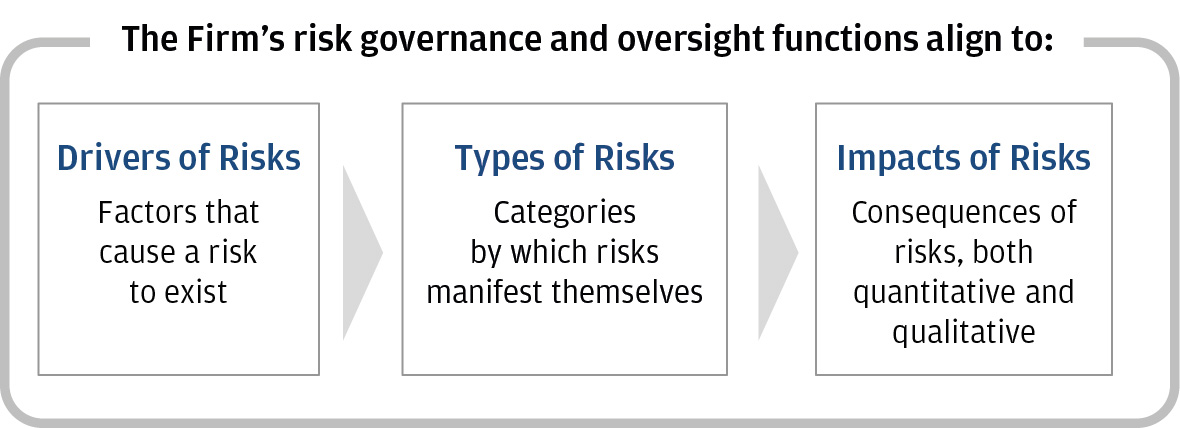 The Firm’s risk governance and oversight functions align to:
Drivers of Risks
Factors that
cause a risk
to exist
Types of Risks
Categories
by which risks
manifest themselves
Impacts of Risks
Consequences of
risks, both
quantitative and
qualitative